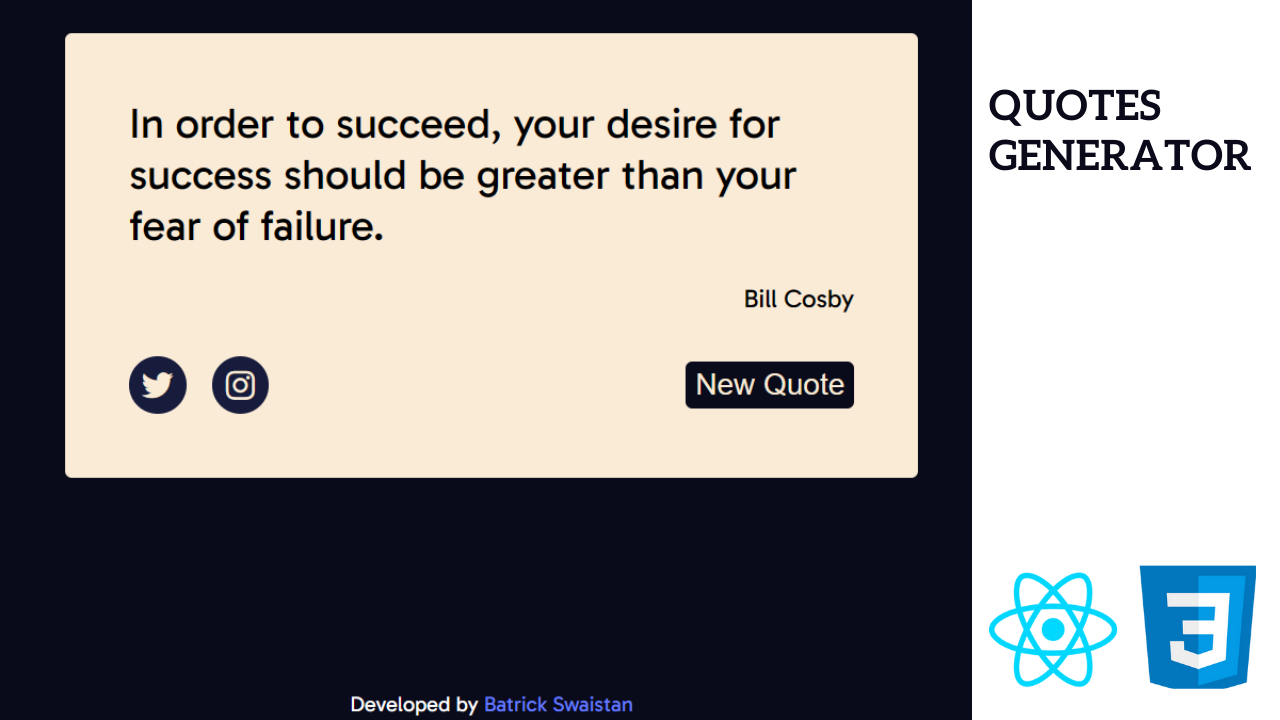 In order to succeed, your desire for
success should be greater than your
fear of failure.
Bill Cosby
New Quote
Developed by Batrick Swaistan
QUOTES
GENERATOR